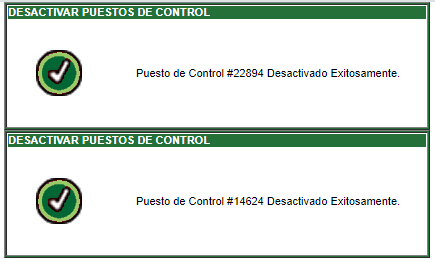 DESACTIVAR PUESTOS DE CONTROL
Puesto de Control #22894 Desactivado Exitosamente.
DESACTIVAR PUESTOS DE CONTROL
Puesto de Control #14624 Desactivado Exitosamente.